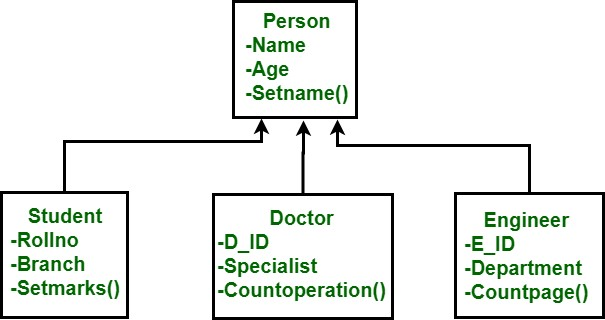 Person
-Name
-Age
-Setname()
Student
-Rollno
-Branch
-Setmarks()
Doctor
-D_ID
-Specialist
-Countoperation()
Engineer
-E_ID
-Department
-Countpage()